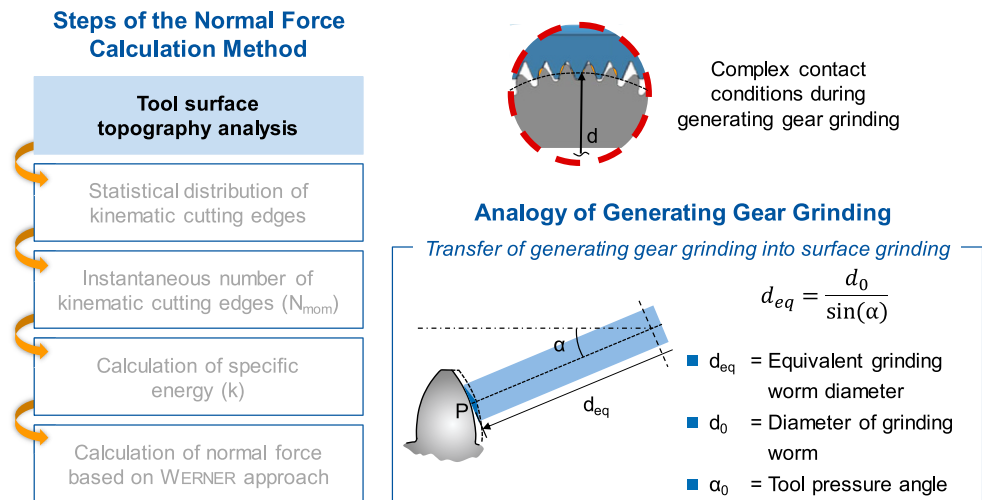 Steps of the Normal Force
Calculation Method
Tool surface
topography analysis
Statistical distribution of
kinematic cutting edges
Instantaneous number of
kinematic cutting edges (Nmom)
Calculation of specific
energy (k)
Calculation of normal force
based on WERNER approach
d
Complex contact
conditions during
generating gear grinding
Analogy of Generating Gear Grinding
Transfer of generating gear grinding into surface grinding
α
P
deq
deq = d0 / sin(α)
deq = Equivalent grinding
worm diameter
d0 = Diameter of grinding
worm
α0 = Tool pressure angle